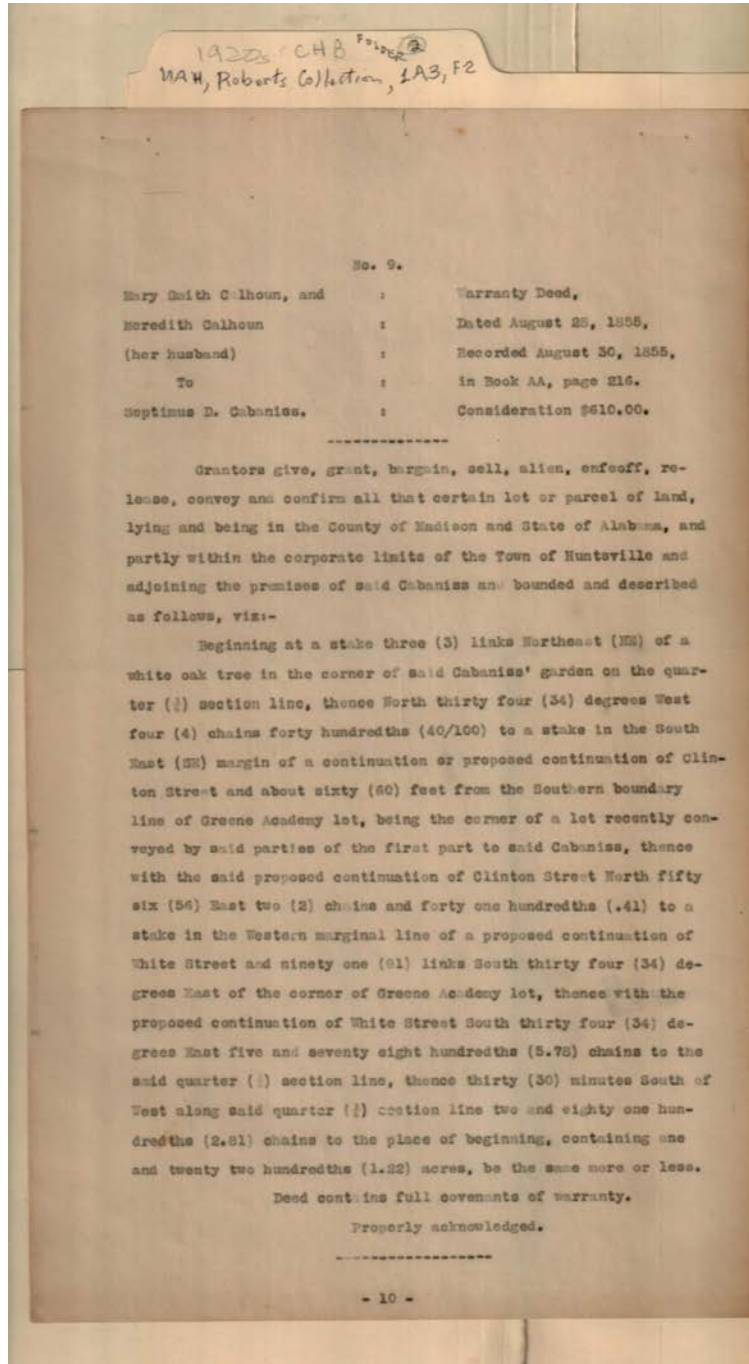 1920s CHB FOLDER 2
UAH, Roberts Collection, 1A3, F2
No. 9.
Mary Smith Calhoun, and : Warranty Deed,
Meredith Calhoun : Dated August 28, 1855,
(her husband) : Recorded August 30, 1855,
To : in Book AA, page 216.
Septimus D. Cabaniss. : Consideration $610.00.
Grantors give, grant, bargain, sell, alien, enfeoff, re-
lease, convey and confirm all that certain lot or parcel of land,
lying and being in the County of Madison and State of Alabama, and
partly within the corporate limits of the Town of Huntsville and
adjoining the premises of said Cabaniss and bounded and described
as follows, viz:-
Beginning at a stake three (3) links Northeast (NE) of a
white oak tree in the corner of said Cabaniss' garden on the quar-
ter (¼) section line, thence North thirty four (34) degrees West
four (4) chains forty hundredths (40/100) to a stake in the South
East (SE) margin of a continuation or proposed continuation of Clin-
ton Street and about sixty (60) feet from the Southern boundary
line of Greene Academy lot, being the corner of a lot recently con-
veyed by said parties of the first part to said Cabaniss, thence
with the said proposed continuation of Clinton Street North fifty
six (56) East two (2) chains and forty one hundredths (.41) to a
stake in the Western marginal line of a proposed continuation of
White Street and ninety one (91) links South thirty four (34) de-
grees East of the corner of Greene Academy lot, thence with the
proposed continuation of White Street South thirty four (34) de-
grees East five and seventy eight hundredths (5.78) chains to the
said quarter (¼) section line, thence thirty (30) minutes South of
West along said quarter (¼) section line two and eighty one hun-
dredths (2.81) chains to the place of beginning, containing one
and twenty two hundredths (1.22) acres, be the same more or less.
Deed contains full covenants of warranty.
Properly acknowledged.
- 10 -